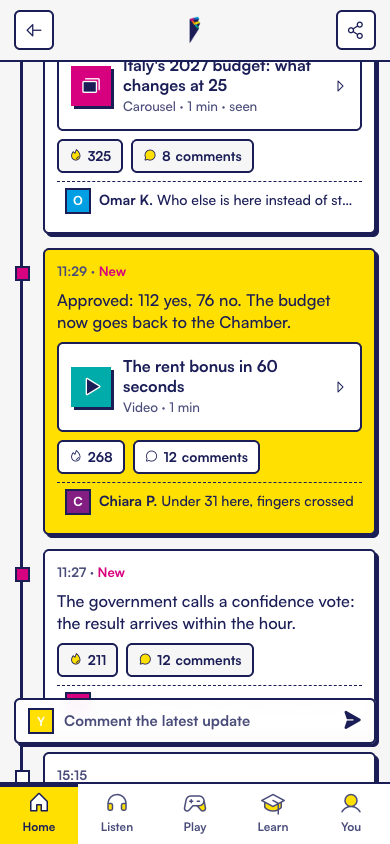 Italy's 2027 budget: what
changes at 25
Carousel · 1 min · seen
325
8 comments
O
Omar K. Who else is here instead of st…
11:29 · New
Approved: 112 yes, 76 no. The budget
now goes back to the Chamber.
The rent bonus in 60
seconds
Video · 1 min
268
12 comments
C
Chiara P. Under 31 here, fingers crossed
11:27 · New
The government calls a confidence vote:
the result arrives within the hour.
211
12 comments
Y
Comment the latest update
15:15
Home
Listen
Play
Learn
You